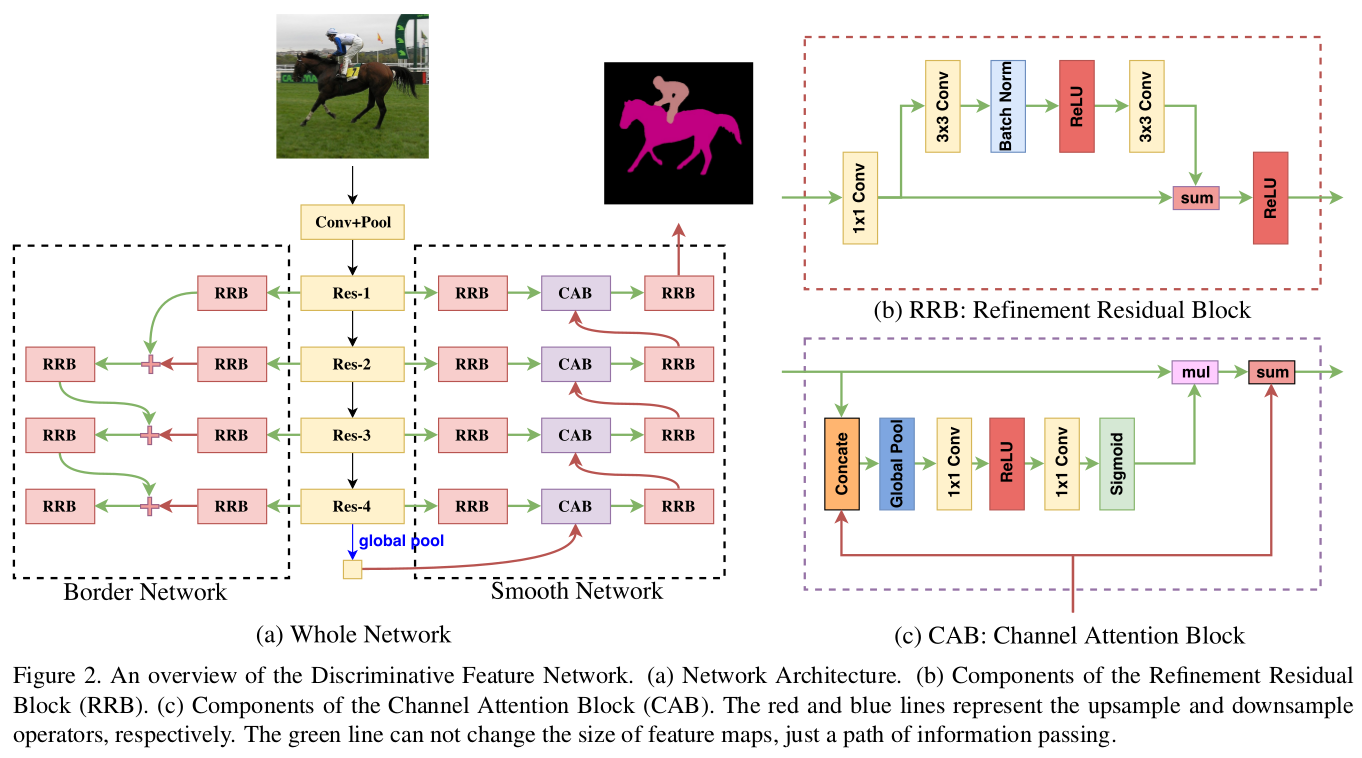 Conv+Pool
RRB
Res-1
RRB
CAB
RRB
RRB
RRB
Res-2
RRB
CAB
RRB
RRB
RRB
Res-3
RRB
CAB
RRB
RRB
RRB
Res-4
RRB
CAB
RRB
global pool
Border Network
Smooth Network
(a) Whole Network
1x1 Conv
3x3 Conv
Batch Norm
ReLU
3x3 Conv
sum
ReLU
(b) RRB: Refinement Residual Block
mul
sum
Concate
Global Pool
1x1 Conv
ReLU
1x1 Conv
Sigmoid
(c) CAB: Channel Attention Block
Figure 2. An overview of the Discriminative Feature Network. (a) Network Architecture. (b) Components of the Refinement Residual
Block (RRB). (c) Components of the Channel Attention Block (CAB). The red and blue lines represent the upsample and downsample
operators, respectively. The green line can not change the size of feature maps, just a path of information passing.